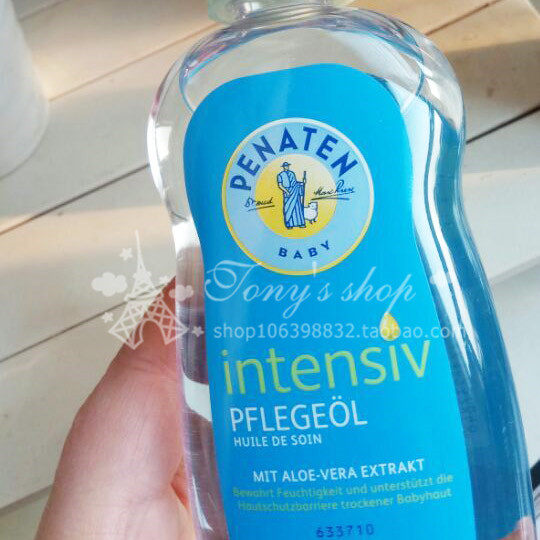 PENATEN
BABY
Tony's shop
shop106398832.taobao.com
intensiv
PFLEGEÖL
HUILE DE SOIN
MIT ALOE-VERA EXTRAKT
Bewahrt Feuchtigkeit und unterstützt die
Hautschutzbarriere trockener Babyhaut
633710